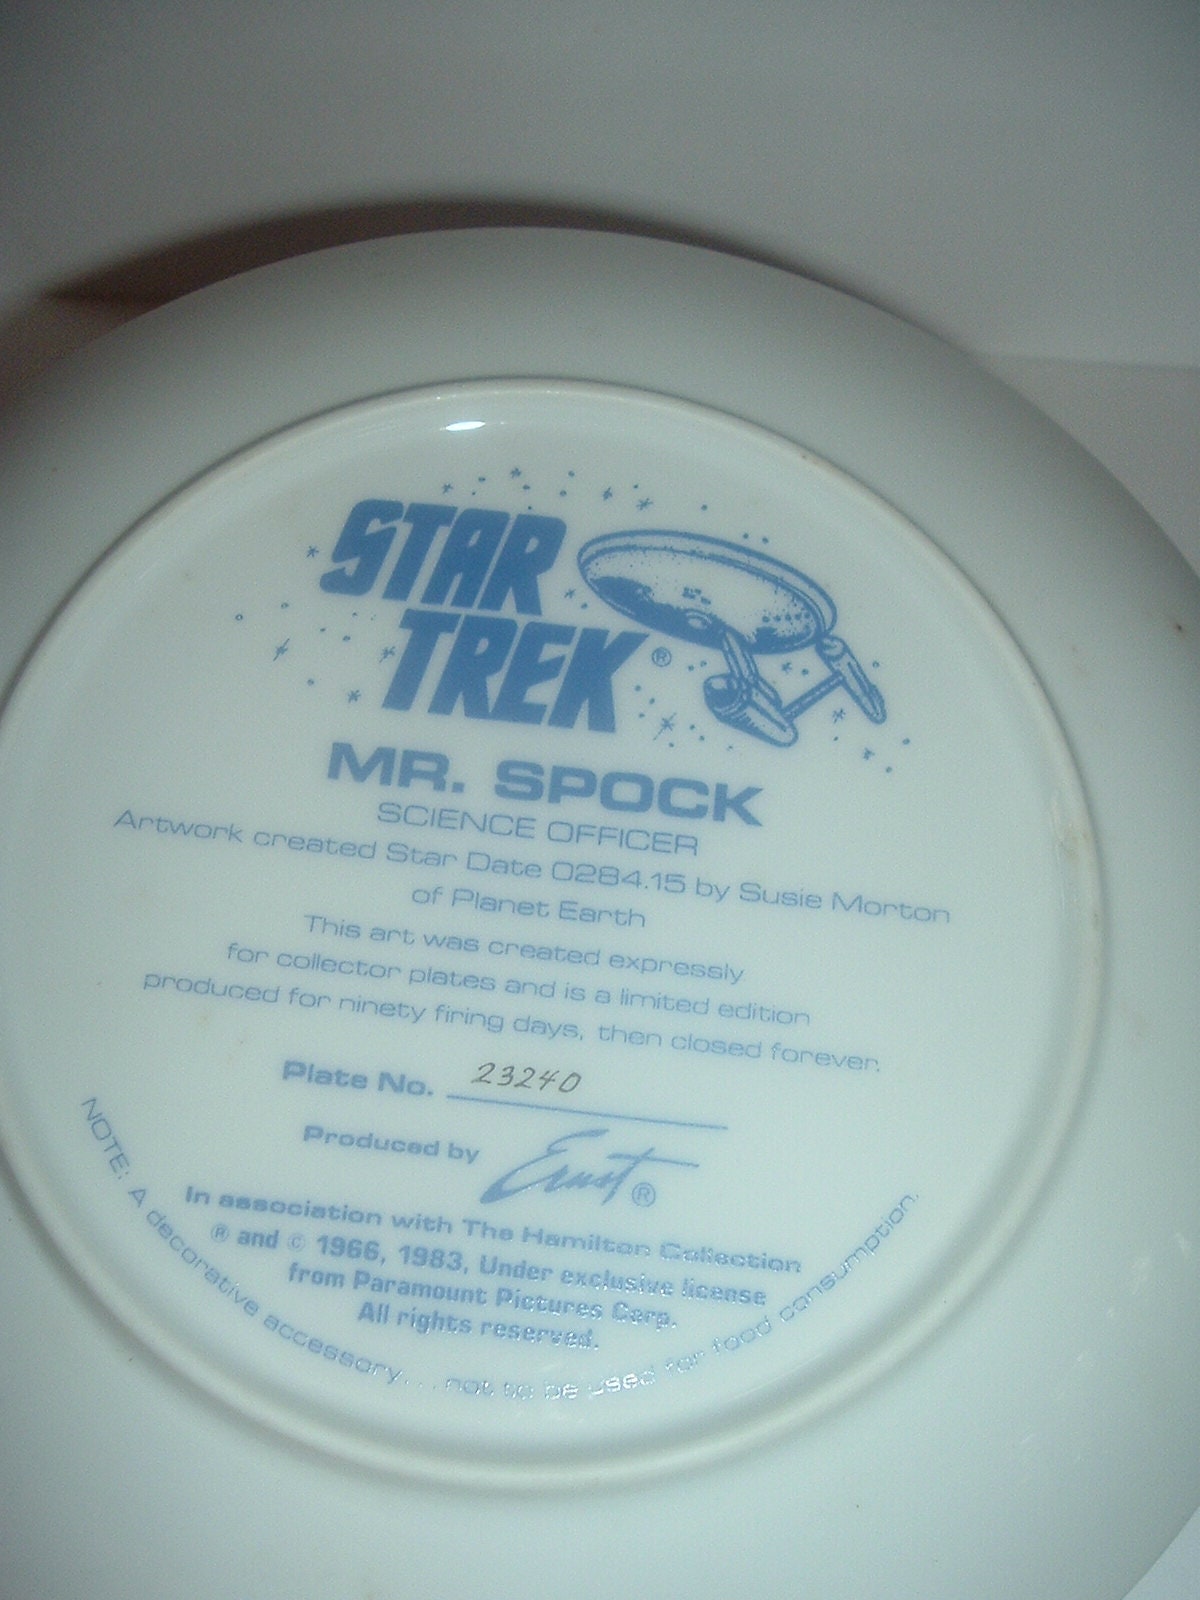 STAR
TREK®
MR. SPOCK
SCIENCE OFFICER
Artwork created Star Date 0284.15 by Susie Morton
of Planet Earth
This art was created expressly
for collector plates and is a limited edition
produced for ninety firing days, then closed forever.
Plate No. 23240
Produced by Ernst®
In association with The Hamilton Collection
® and © 1966, 1983, Under exclusive license
from Paramount Pictures Corp.
All rights reserved.
NOTE: A decorative accessory... not to be used for food consumption.